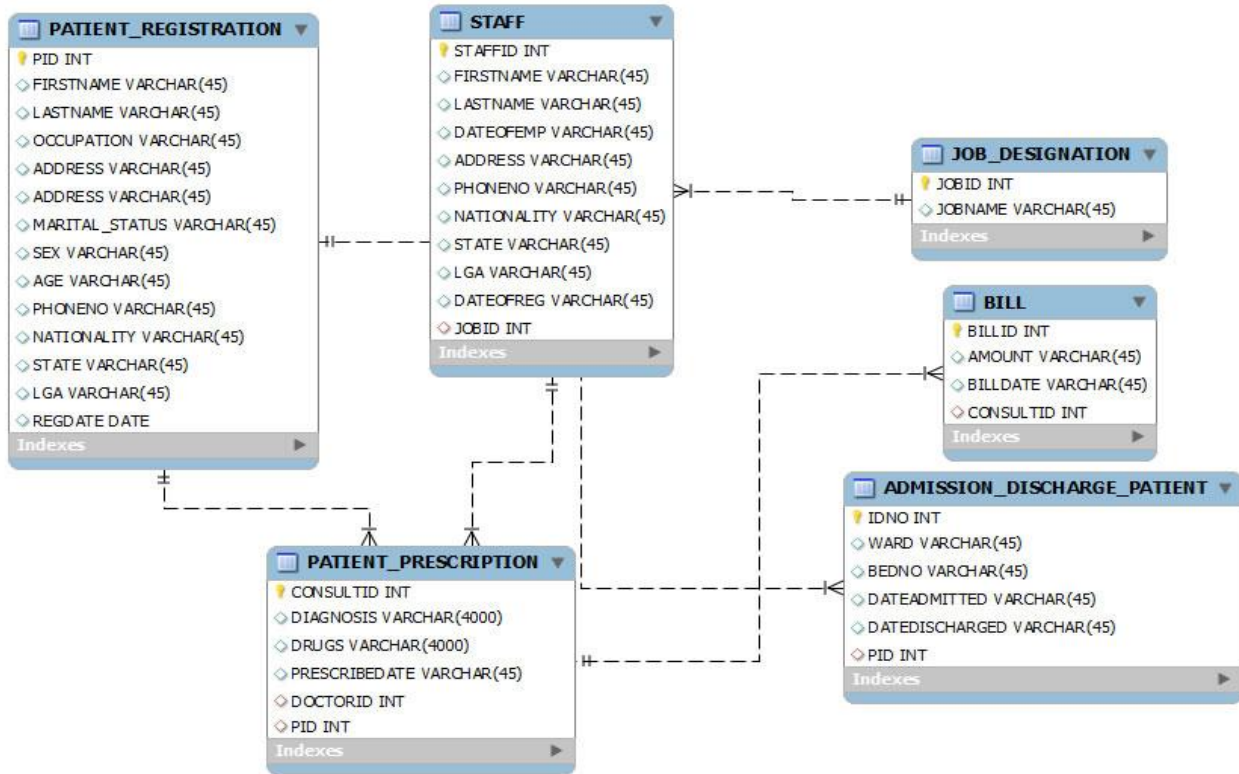 PATIENT_REGISTRATION
PID INT
FIRSTNAME VARCHAR(45)
LASTNAME VARCHAR(45)
OCCUPATION VARCHAR(45)
ADDRESS VARCHAR(45)
ADDRESS VARCHAR(45)
MARITAL_STATUS VARCHAR(45)
SEX VARCHAR(45)
AGE VARCHAR(45)
PHONENO VARCHAR(45)
NATIONALITY VARCHAR(45)
STATE VARCHAR(45)
LGA VARCHAR(45)
REGDATE DATE
Indexes
STAFF
STAFFID INT
FIRSTNAME VARCHAR(45)
LASTNAME VARCHAR(45)
DATEOFEMP VARCHAR(45)
ADDRESS VARCHAR(45)
PHONENO VARCHAR(45)
NATIONALITY VARCHAR(45)
STATE VARCHAR(45)
LGA VARCHAR(45)
DATEOFREG VARCHAR(45)
JOBID INT
Indexes
JOB_DESIGNATION
JOBID INT
JOBNAME VARCHAR(45)
Indexes
BILL
BILLID INT
AMOUNT VARCHAR(45)
BILLDATE VARCHAR(45)
CONSULTID INT
Indexes
ADMISSION_DISCHARGE_PATIENT
IDNO INT
WARD VARCHAR(45)
BEDNO VARCHAR(45)
DATEADMITTED VARCHAR(45)
DATEDISCHARGED VARCHAR(45)
PID INT
Indexes
PATIENT_PRESCRIPTION
CONSULTID INT
DIAGNOSIS VARCHAR(4000)
DRUGS VARCHAR(4000)
PRESCRIBEDATE VARCHAR(45)
DOCTORID INT
PID INT
Indexes